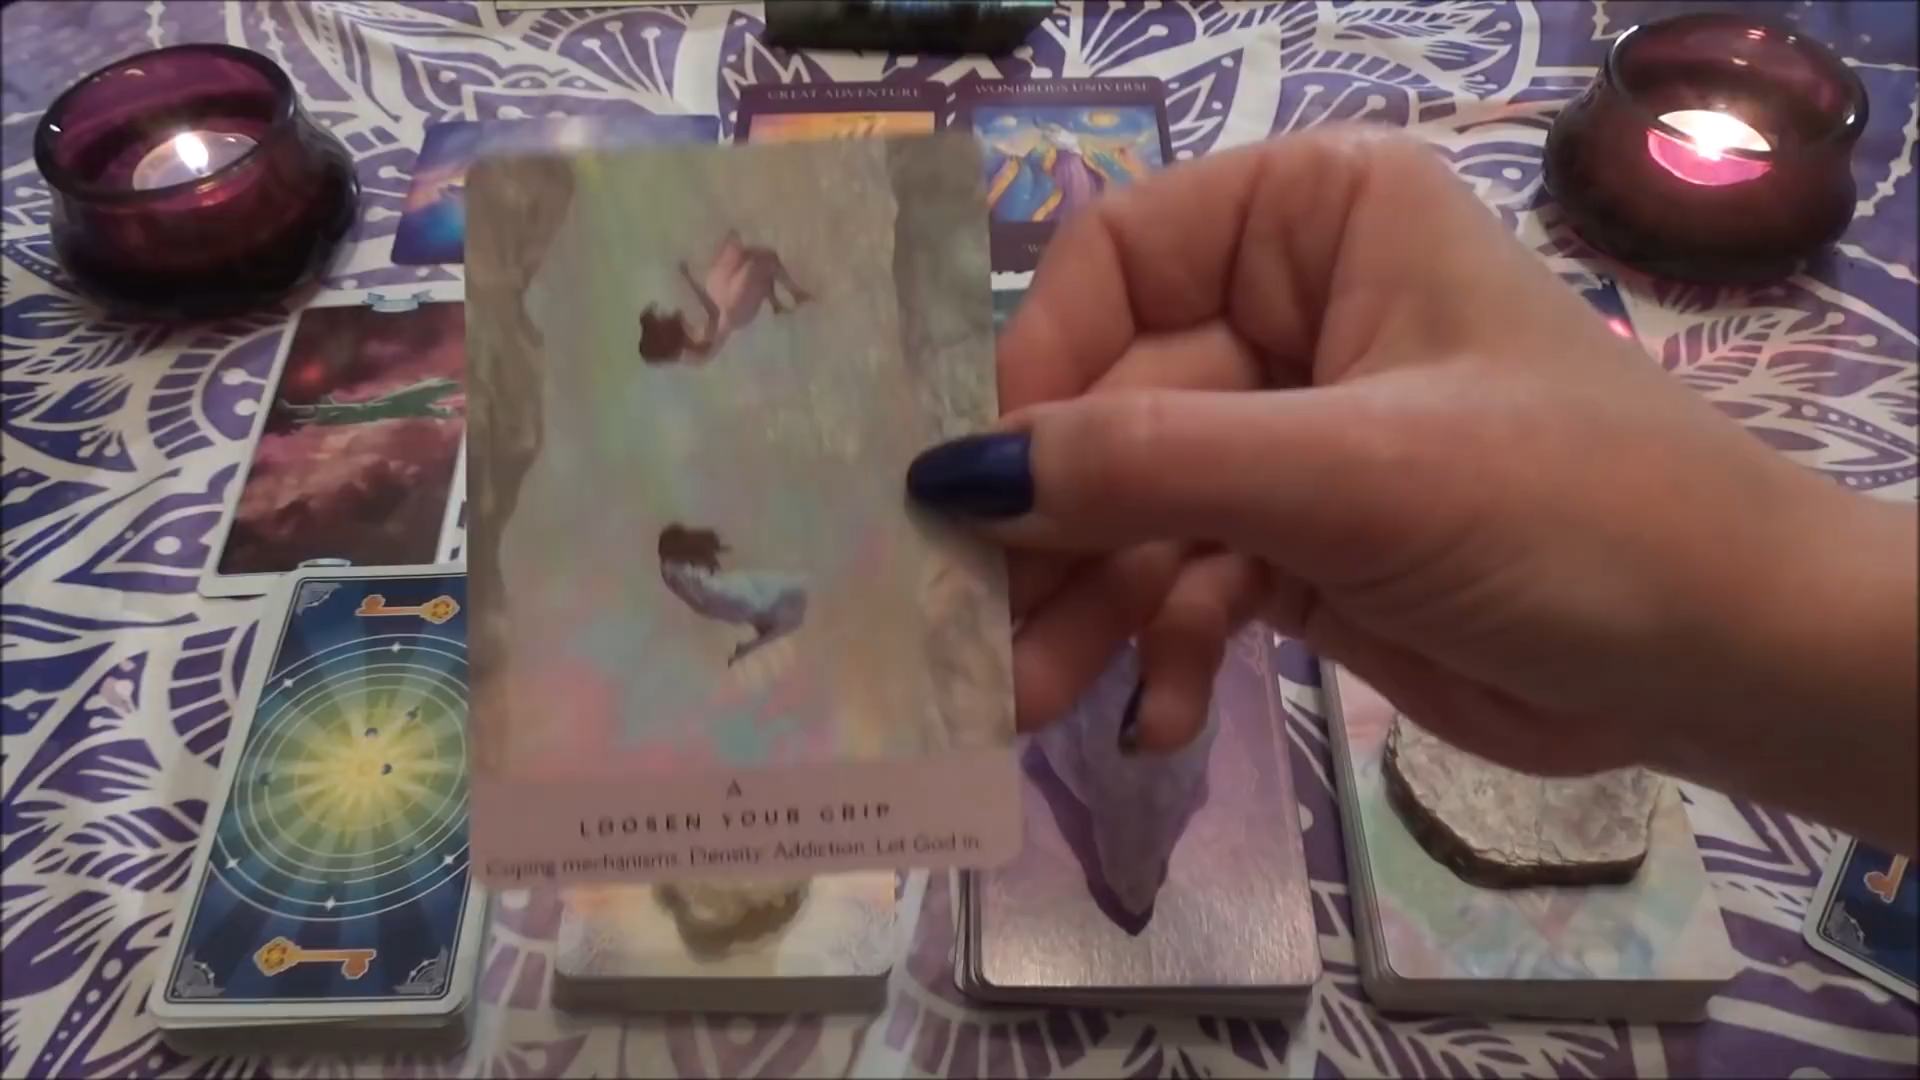 GREAT ADVENTURE
WONDROUS UNIVERSE
LOOSEN YOUR GRIP
Coping mechanisms. Density. Addiction. Let God in.